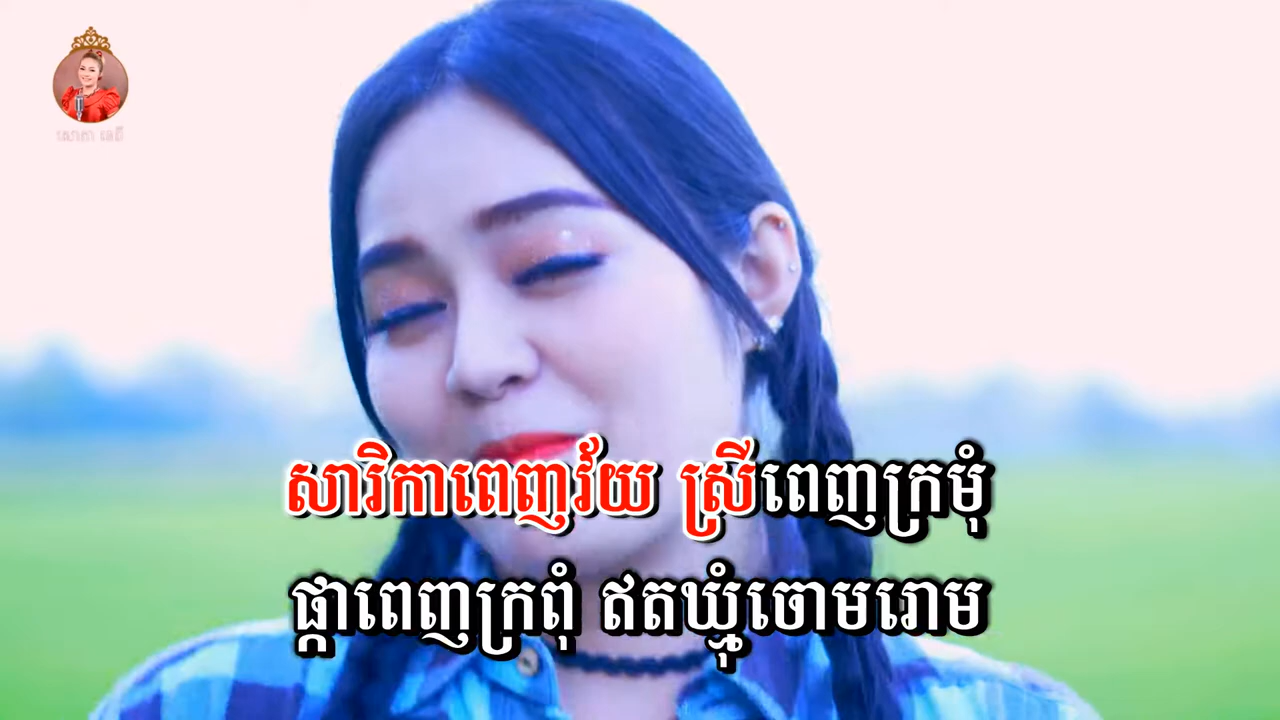 សារិកាពេញវ័យ ស្រីពេញក្រមុំ
ផ្កាពេញក្រពុំ ឥតឃ្មុំចោមរោម